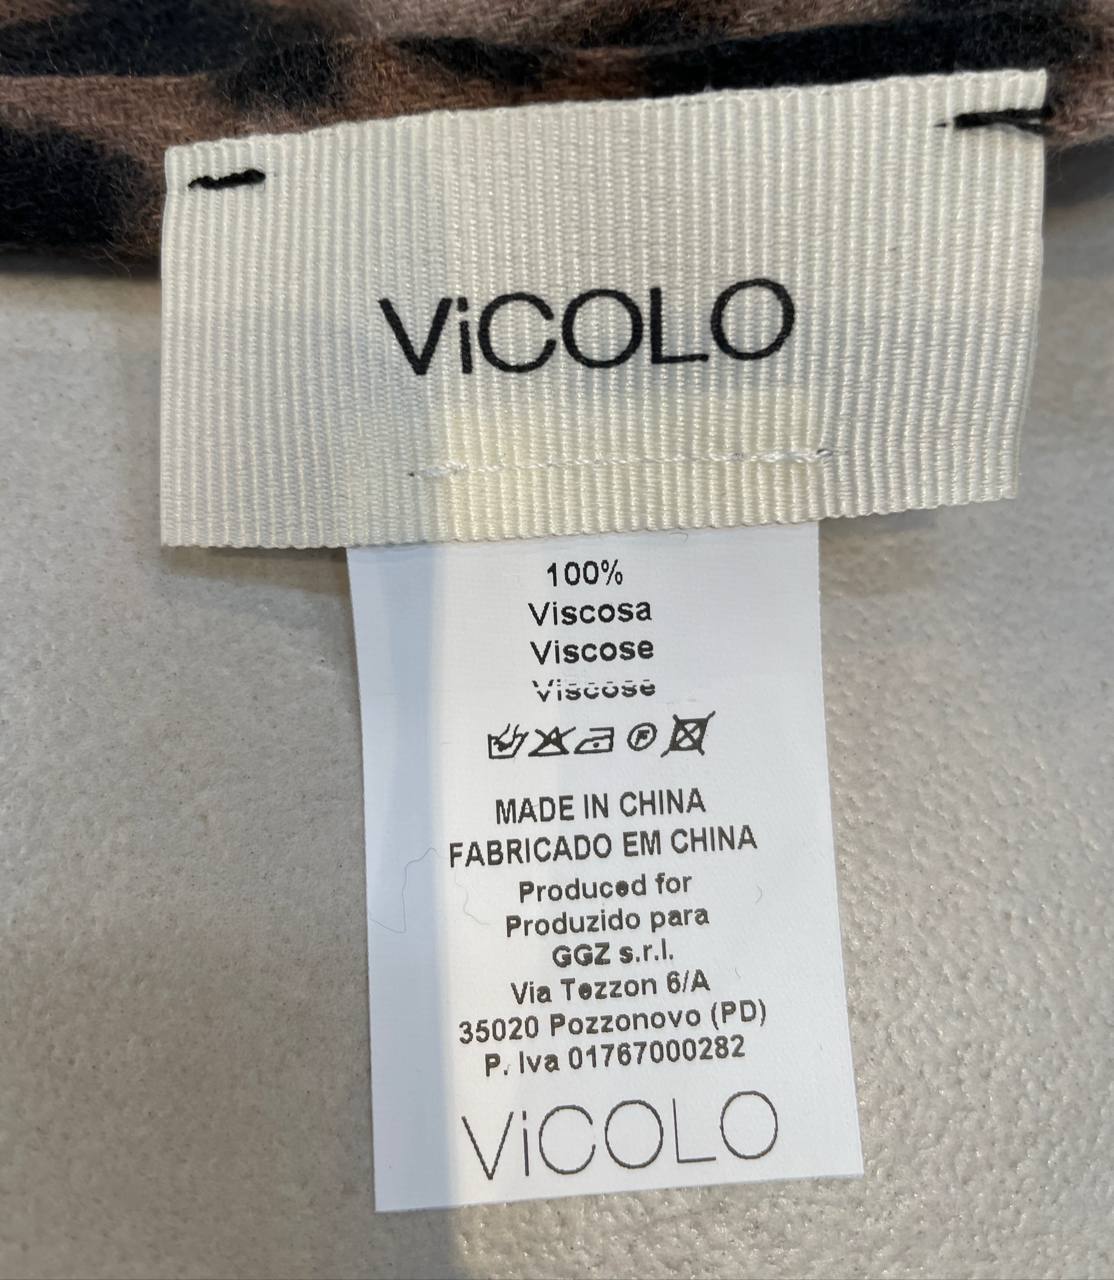 ViCOLO
100%
Viscosa
Viscose
Viscose
MADE IN CHINA
FABRICADO EM CHINA
Produced for
Produzido para
GGZ s.r.l.
Via Tezzon 6/A
35020 Pozzonovo (PD)
P. Iva 01767000282
ViCOLO